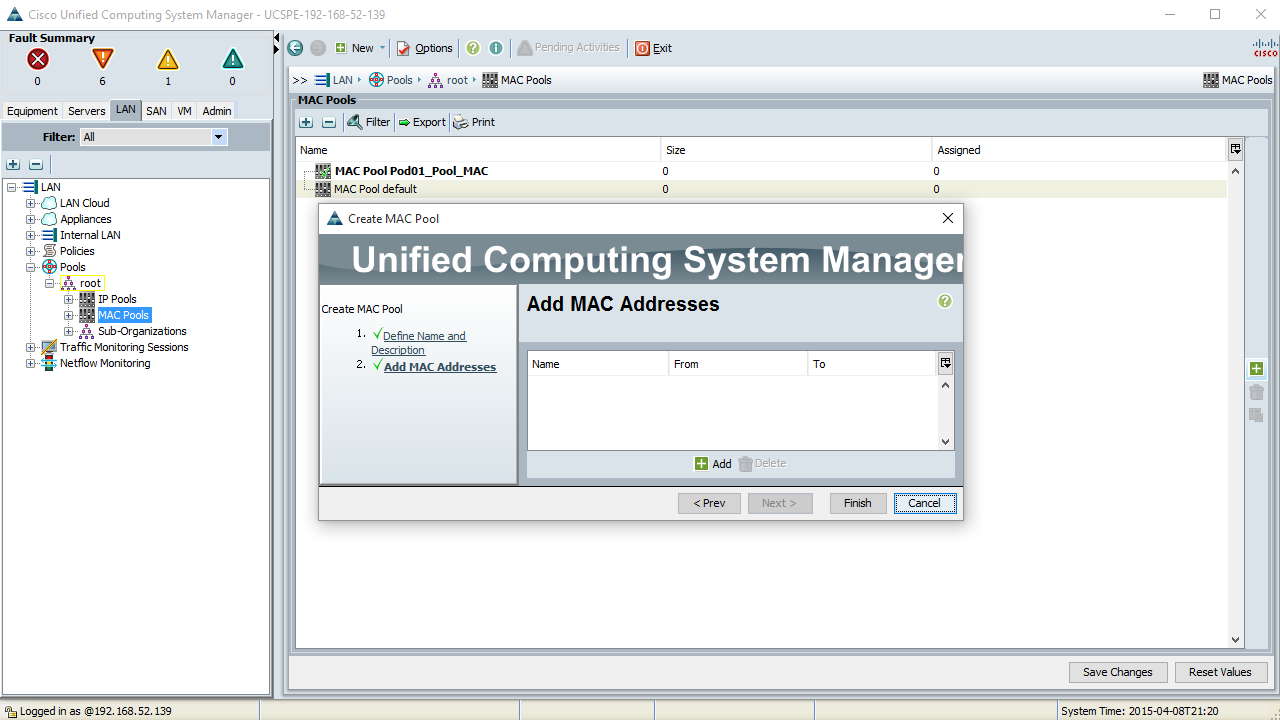 Cisco Unified Computing System Manager - UCSPE-192-168-52-139
Fault Summary
0 6 1 0
Equipment Servers LAN SAN VM Admin
Filter: All
LAN
LAN Cloud
Appliances
Internal LAN
Policies
Pools
root
IP Pools
MAC Pools
Sub-Organizations
Traffic Monitoring Sessions
Netflow Monitoring
New Options ? i Pending Activities Exit
CISCO
>> LAN Pools root MAC Pools MAC Pools
MAC Pools
Filter Export Print
Name Size Assigned
MAC Pool Pod01_Pool_MAC 0 0
MAC Pool default 0 0
Create MAC Pool
Unified Computing System Manager
Create MAC Pool
1. Define Name and
Description
2. Add MAC Addresses
Add MAC Addresses ?
Name From To
Add Delete
< Prev Next > Finish Cancel
Save Changes Reset Values
Logged in as @192.168.52.139
System Time: 2015-04-08T21:20